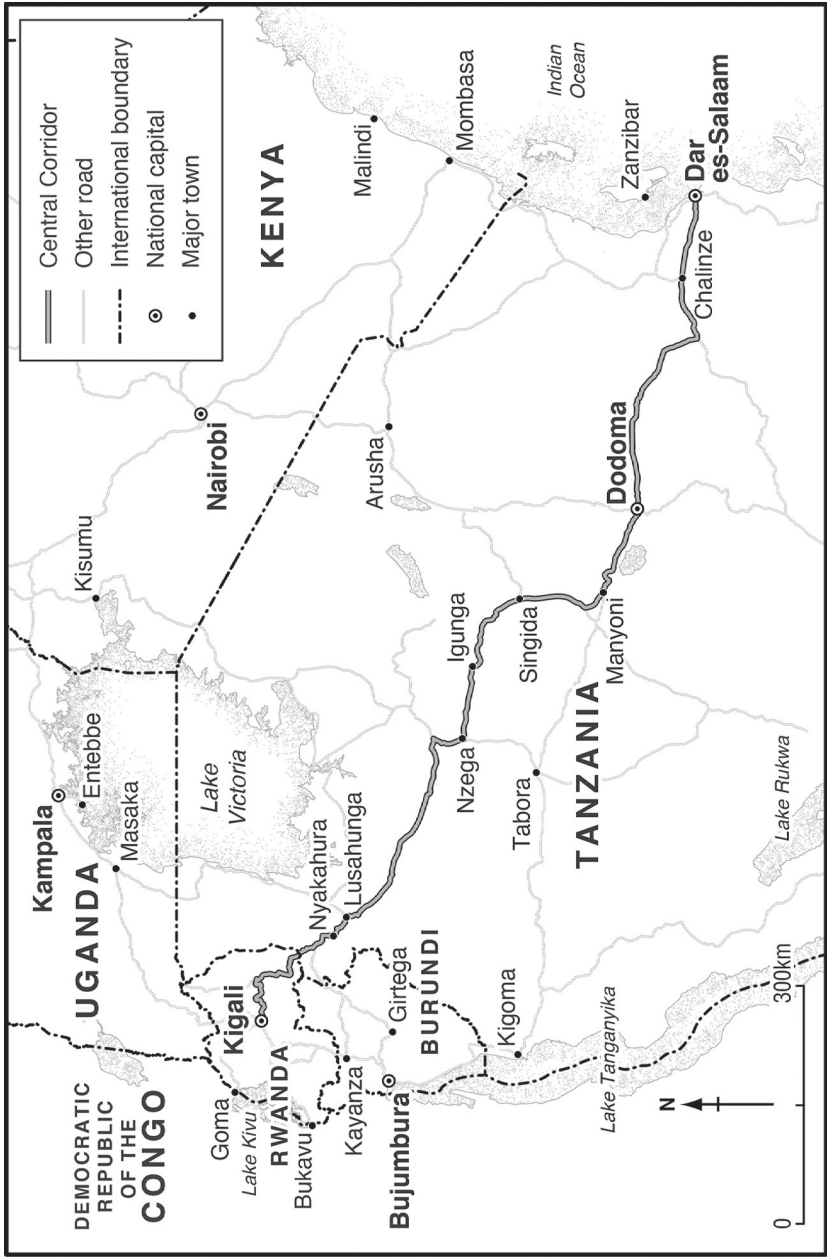 Central Corridor
Other road
International boundary
National capital
Major town
KENYA
Malindi
Mombasa
Indian
Ocean
Zanzibar
Dar
es-Salaam
Chalinze
Nairobi
Arusha
Dodoma
Kisumu
Igunga
Singida
Manyoni
Kampala
Entebbe
Masaka
UGANDA
Lake
Victoria
Nyakahura
Lusahunga
Nzega
Tabora
TANZANIA
Lake Rukwa
DEMOCRATIC
REPUBLIC
OF THE
CONGO
Goma
Lake Kivu
RWANDA
Bukavu
Kigali
Kayanza
Bujumbura
Girtega
BURUNDI
Kigoma
Lake Tanganyika
N
0
300km